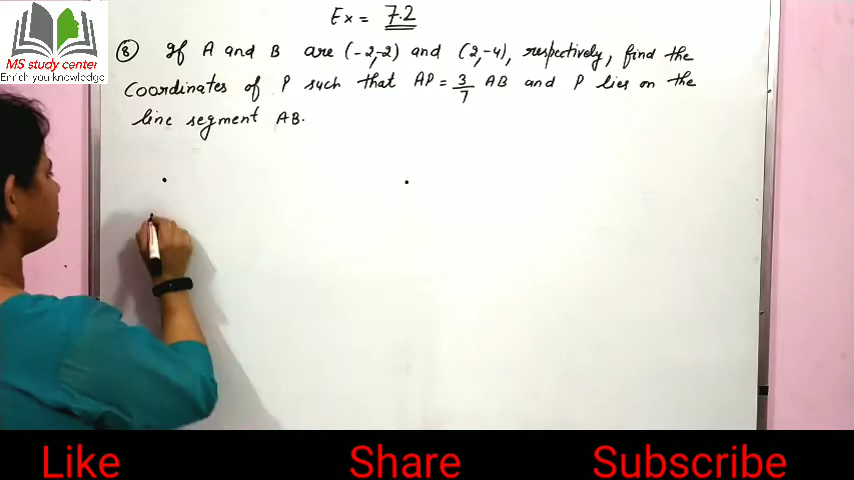 Ex = 7.2
MS study center
Enrich you knowledge
⑧ If A and B are (-2,-2) and (2,-4), respectively, find the
coordinates of P such that AP = 3/7 AB and P lies on the
line segment AB.
Like Share Subscribe